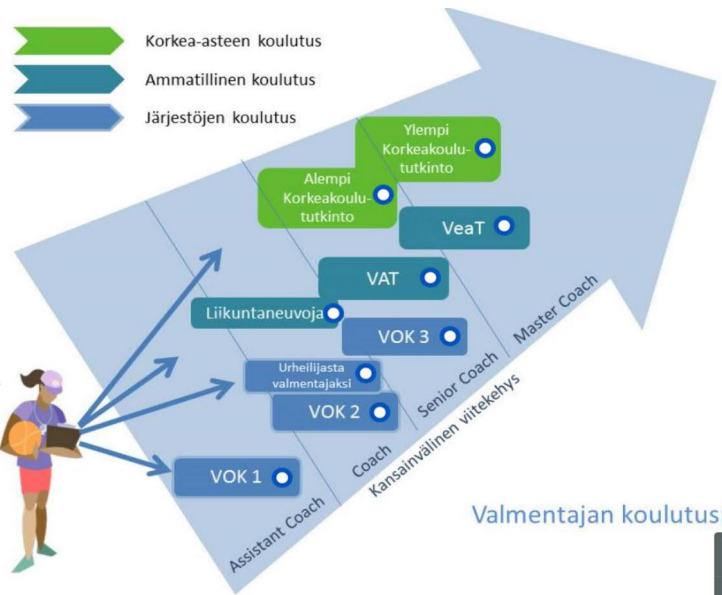 Korkea-asteen koulutus
Ammatillinen koulutus
Järjestöjen koulutus
Ylempi
Korkeakoulu-
tutkinto
Alempi
Korkeakoulu-
tutkinto
VeaT
VAT
Liikuntaneuvoja
VOK 3
Urheilijasta
valmentajaksi
VOK 2
VOK 1
Assistant Coach
Coach
Senior Coach
Master Coach
Kansainvälinen viitekehys
Valmentajan koulutus